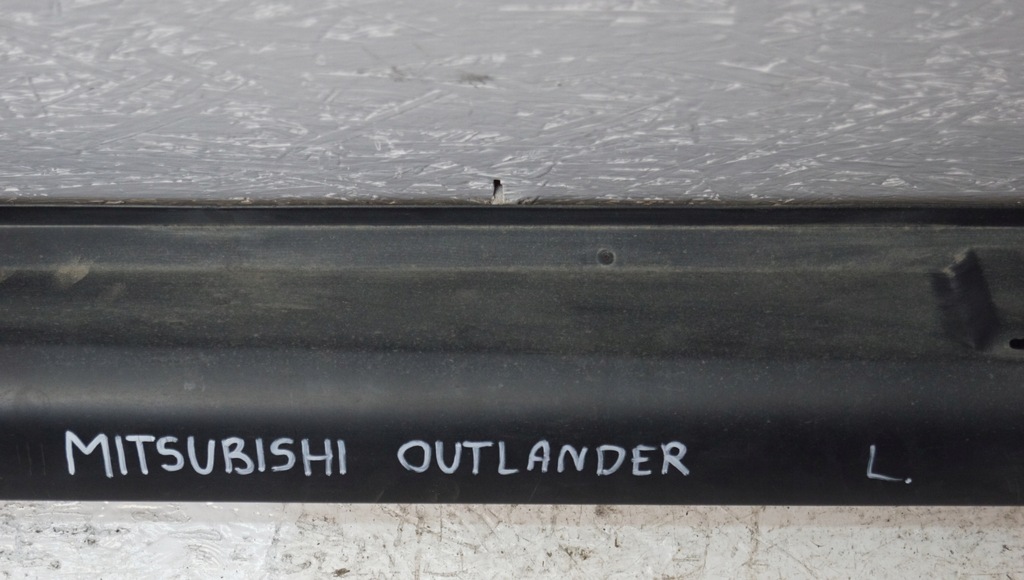 MITSUBISHI OUTLANDER L.